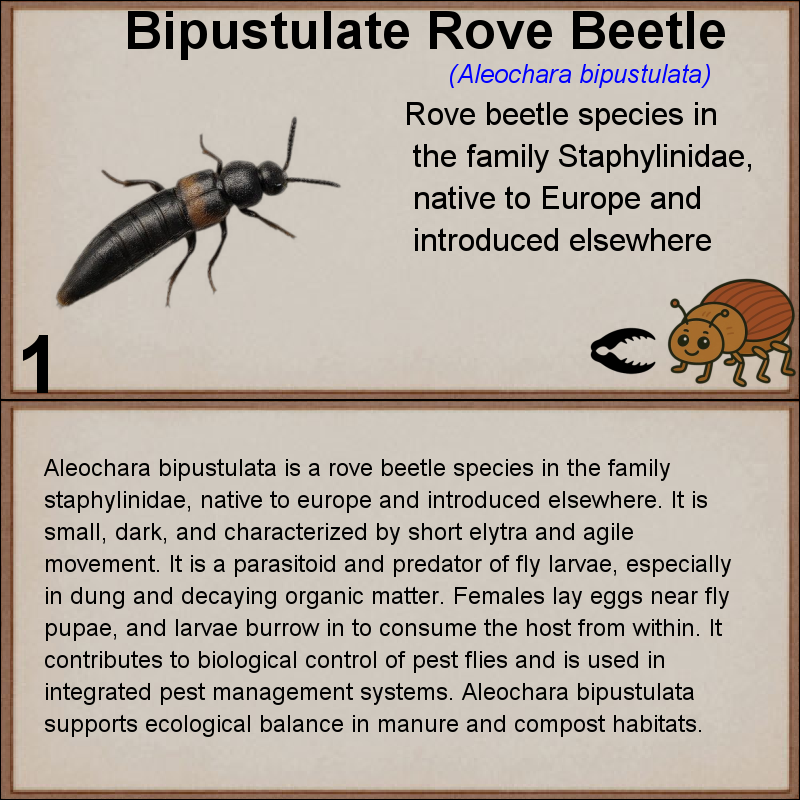 Bipustulate Rove Beetle
(Aleochara bipustulata)
Rove beetle species in
the family Staphylinidae,
native to Europe and
introduced elsewhere
1
Aleochara bipustulata is a rove beetle species in the family
staphylinidae, native to europe and introduced elsewhere. It is
small, dark, and characterized by short elytra and agile
movement. It is a parasitoid and predator of fly larvae, especially
in dung and decaying organic matter. Females lay eggs near fly
pupae, and larvae burrow in to consume the host from within. It
contributes to biological control of pest flies and is used in
integrated pest management systems. Aleochara bipustulata
supports ecological balance in manure and compost habitats.